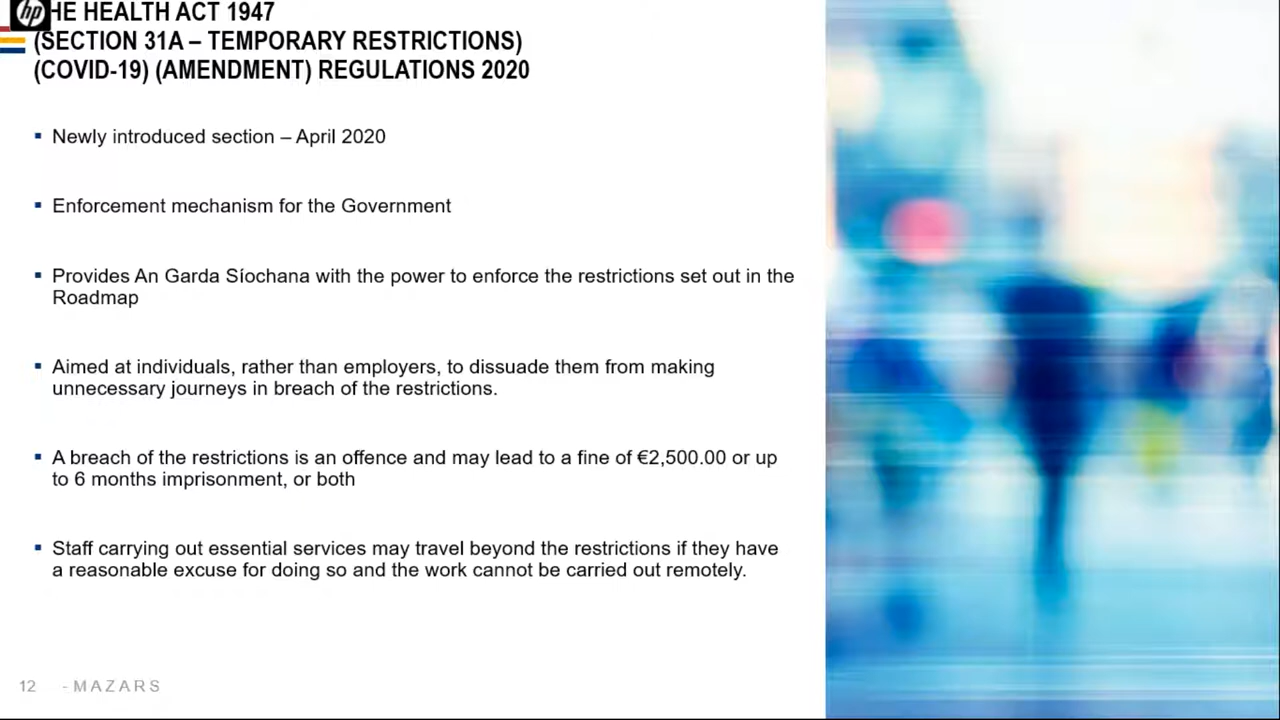 hp
HE HEALTH ACT 1947
(SECTION 31A – TEMPORARY RESTRICTIONS)
(COVID-19) (AMENDMENT) REGULATIONS 2020
▪ Newly introduced section – April 2020
▪ Enforcement mechanism for the Government
▪ Provides An Garda Síochana with the power to enforce the restrictions set out in the
Roadmap
▪ Aimed at individuals, rather than employers, to dissuade them from making
unnecessary journeys in breach of the restrictions.
▪ A breach of the restrictions is an offence and may lead to a fine of €2,500.00 or up
to 6 months imprisonment, or both
▪ Staff carrying out essential services may travel beyond the restrictions if they have
a reasonable excuse for doing so and the work cannot be carried out remotely.
12 - MAZARS